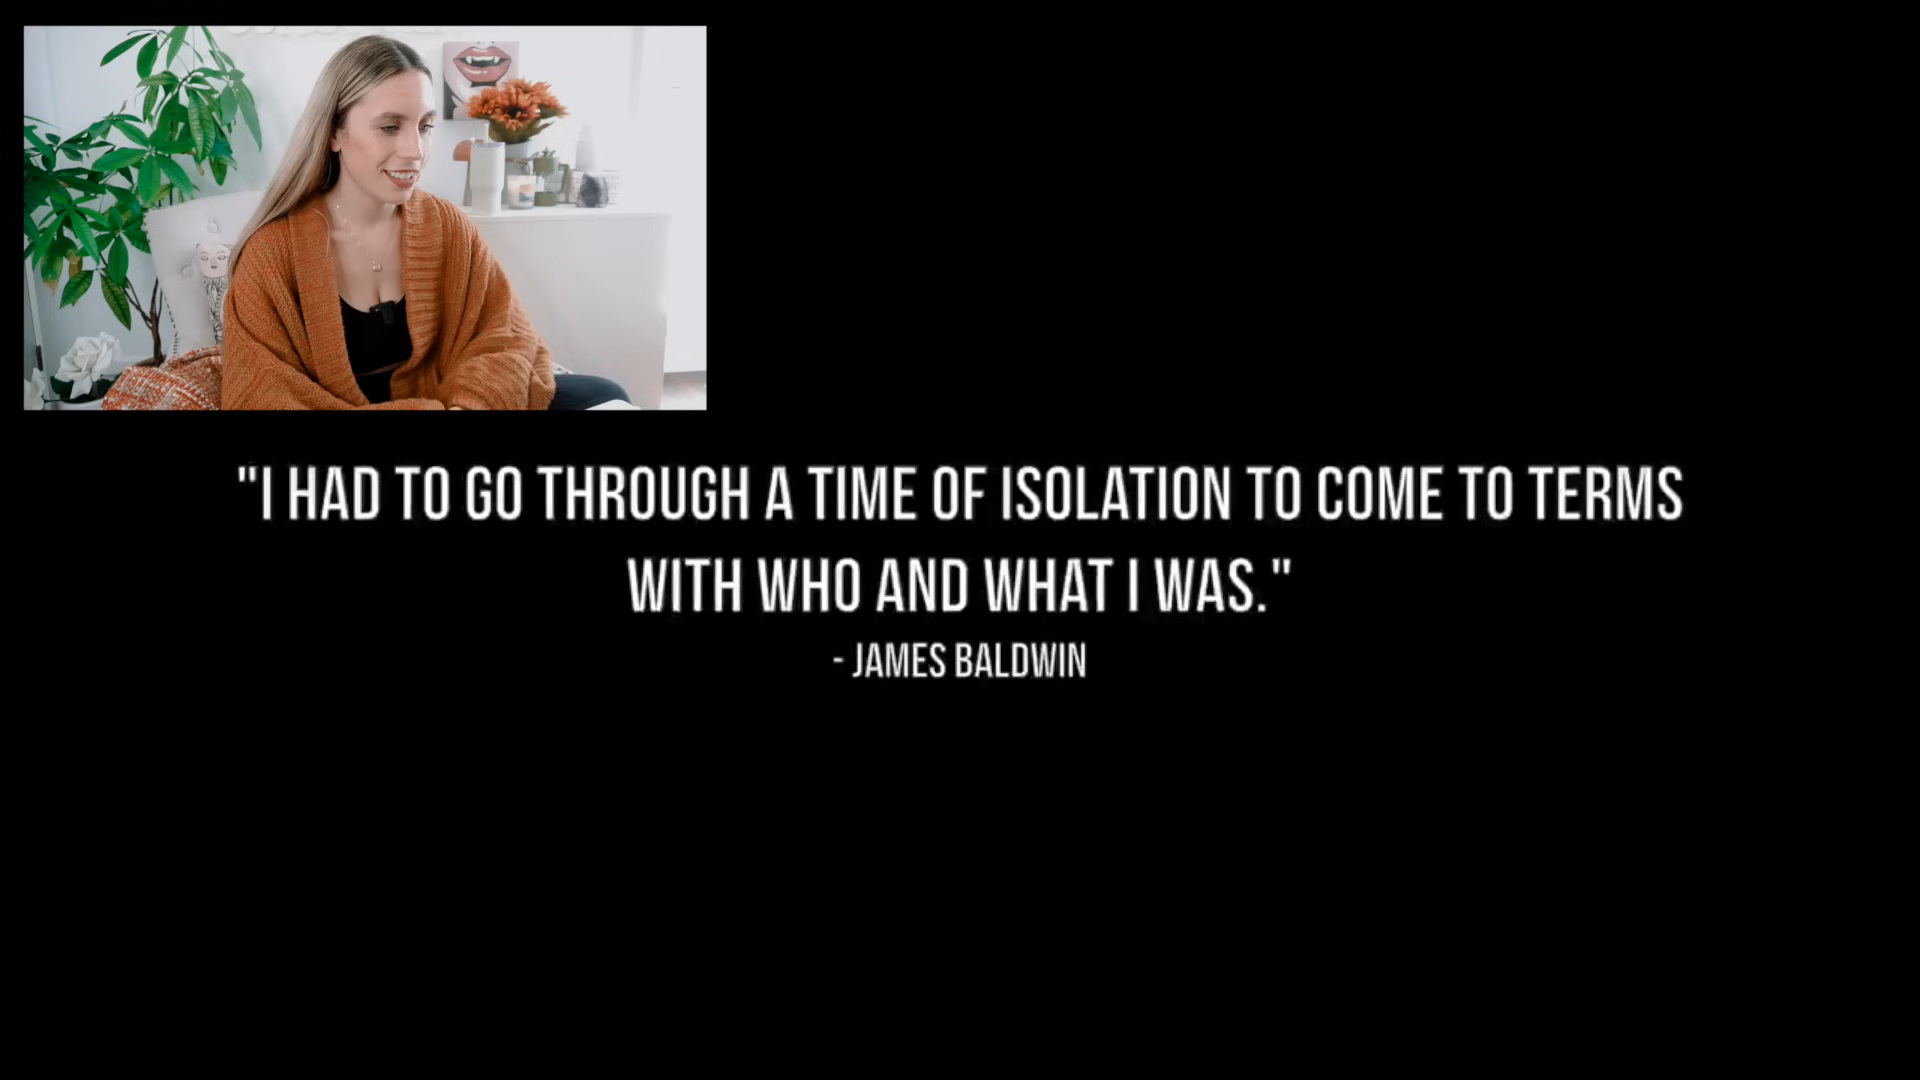 "I HAD TO GO THROUGH A TIME OF ISOLATION TO COME TO TERMS
WITH WHO AND WHAT I WAS."
- JAMES BALDWIN